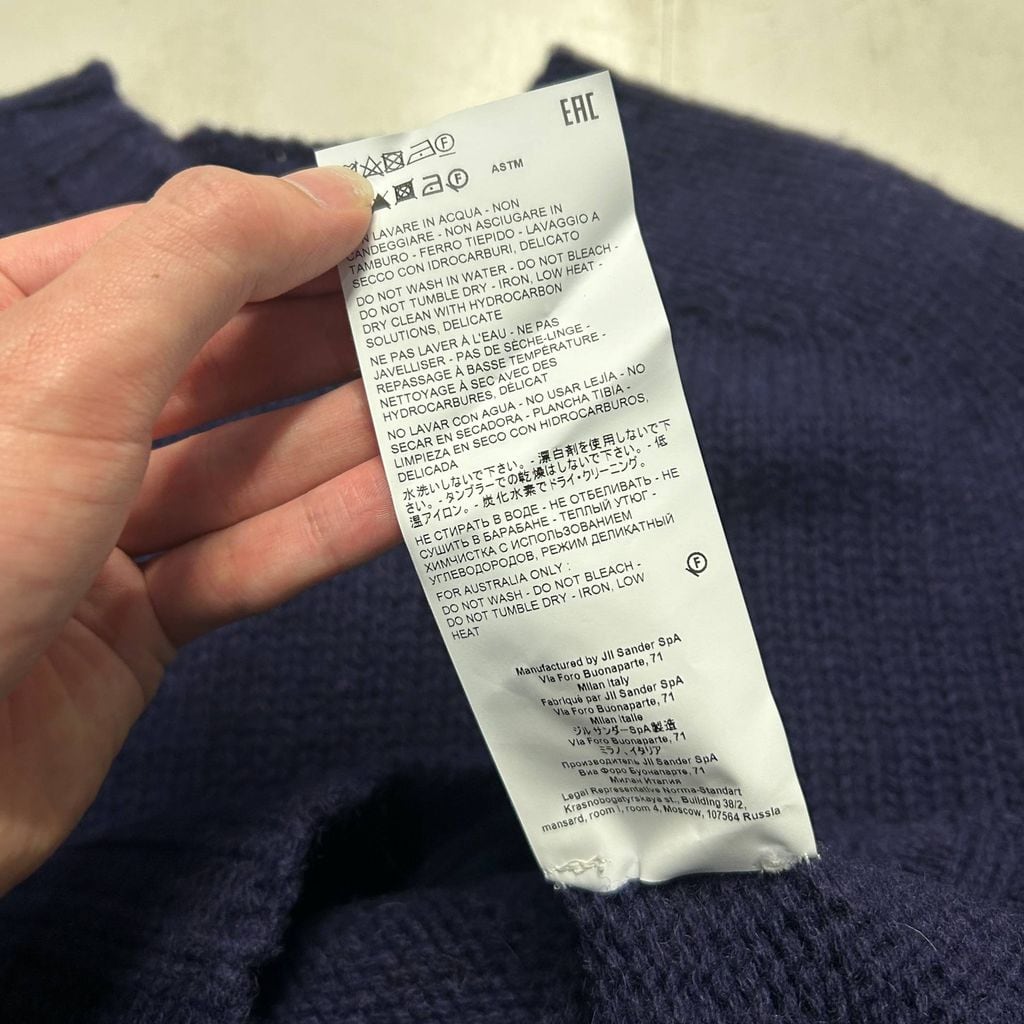 EAC
ASTM
LAVARE IN ACQUA - NON
CANDEGGIARE - NON ASCIUGARE IN
TAMBURO - FERRO TIEPIDO - LAVAGGIO A
SECCO CON IDROCARBURI, DELICATO
DO NOT WASH IN WATER - DO NOT BLEACH -
DO NOT TUMBLE DRY - IRON, LOW HEAT -
DRY CLEAN WITH HYDROCARBON
SOLUTIONS, DELICATE
NE PAS LAVER À L'EAU - NE PAS
JAVELLISER - PAS DE SÈCHE-LINGE -
REPASSAGE À BASSE TEMPÉRATURE -
NETTOYAGE À SEC AVEC DES
HYDROCARBURES, DELICAT
NO LAVAR CON AGUA - NO USAR LEJÍA - NO
SECAR EN SECADORA - PLANCHA TIBIA -
LIMPIEZA EN SECO CON HIDROCARBUROS,
DELICADA
水洗いしないで下さい。- 漂白剤を使用しないで下
さい。- タンブラーでの乾燥はしないで下さい。- 低
温アイロン。- 炭化水素でドライ・クリーニング。
НЕ СТИРАТЬ В ВОДЕ - НЕ ОТБЕЛИВАТЬ - НЕ
СУШИТЬ В БАРАБАНЕ - ТЕПЛЫЙ УТЮГ -
ХИМЧИСТКА С ИСПОЛЬЗОВАНИЕМ
УГЛЕВОДОРОДОВ, РЕЖИМ ДЕЛИКАТНЫЙ
FOR AUSTRALIA ONLY :
DO NOT WASH - DO NOT BLEACH -
DO NOT TUMBLE DRY - IRON, LOW
HEAT
Manufactured by Jil Sander SpA
Via Foro Buonaparte, 71
Milan Italy
Fabriqué par Jil Sander SpA
Via Foro Buonaparte, 71
Milan Italie
ジル サンダーSpA製造
Via Foro Buonaparte, 71
ミラノ、イタリア
Производитель Jil Sander SpA
Виа Форо Буонапарте, 71
Милан Италия
Legal Representative Norma-Standart
Krasnobogatyrskaya st., Building 38/2,
mansard, room I, room 4, Moscow, 107564 Russia